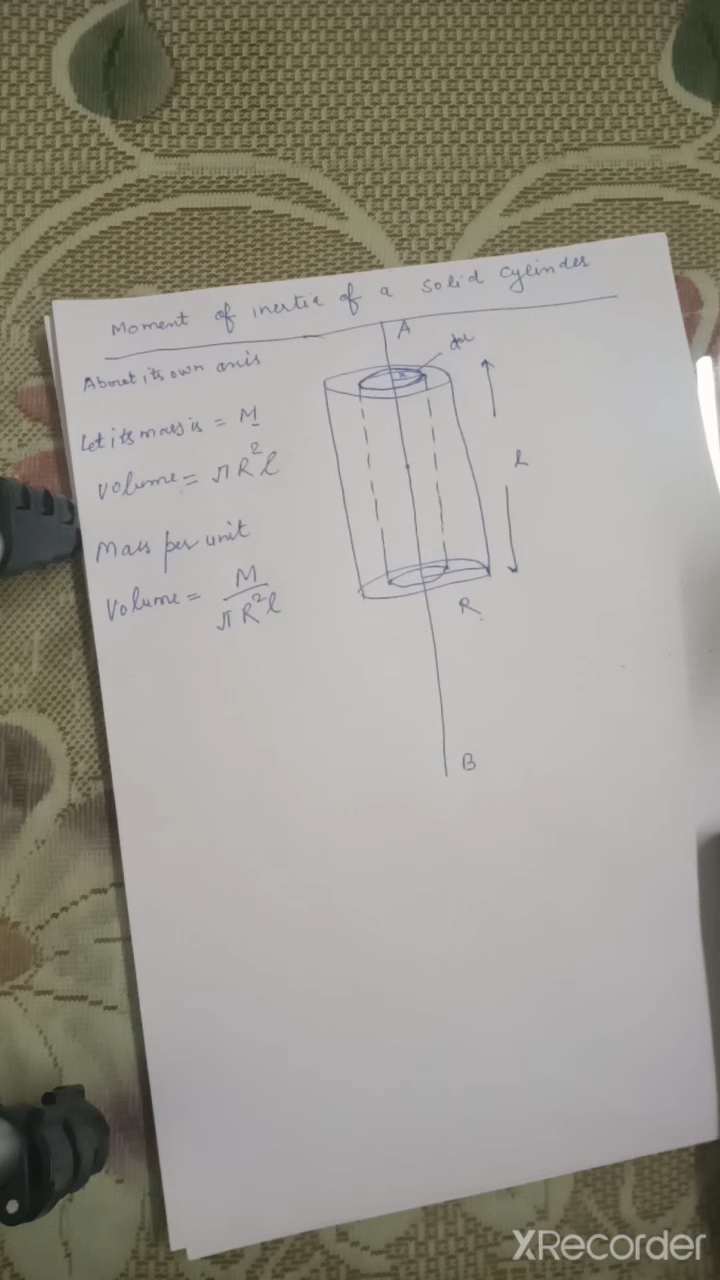 Moment of inertia of a solid cylinder
About its own axis
Let its mass is = M
Volume = πR²l
Mass per unit
Volume = M / πR²l
A
dx
x
l
R
B
XRecorder